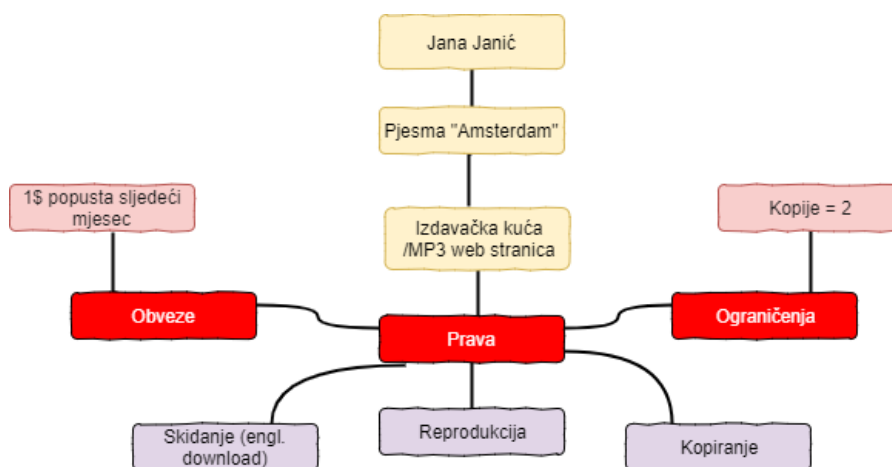 Jana Janić
Pjesma "Amsterdam"
1$ popusta sljedeći
mjesec
Izdavačka kuća
/MP3 web stranica
Kopije = 2
Obveze
Prava
Ograničenja
Skidanje (engl.
download)
Reprodukcija
Kopiranje